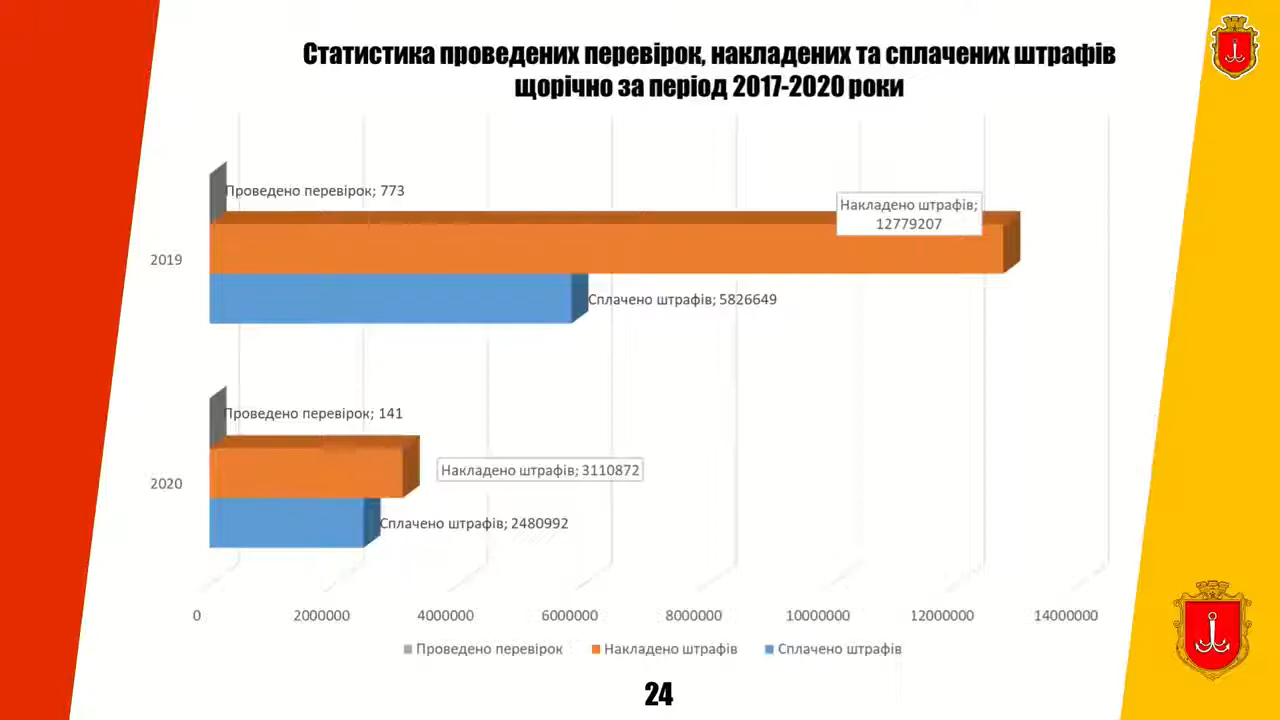 Статистика проведених перевірок, накладених та сплачених штрафів
щорічно за період 2017-2020 роки
Проведено перевірок; 773
Накладено штрафів;
12779207
2019
Сплачено штрафів; 5826649
Проведено перевірок; 141
Накладено штрафів; 3110872
2020
Сплачено штрафів; 2480992
0 2000000 4000000 6000000 8000000 10000000 12000000 14000000
Проведено перевірок Накладено штрафів Сплачено штрафів
24